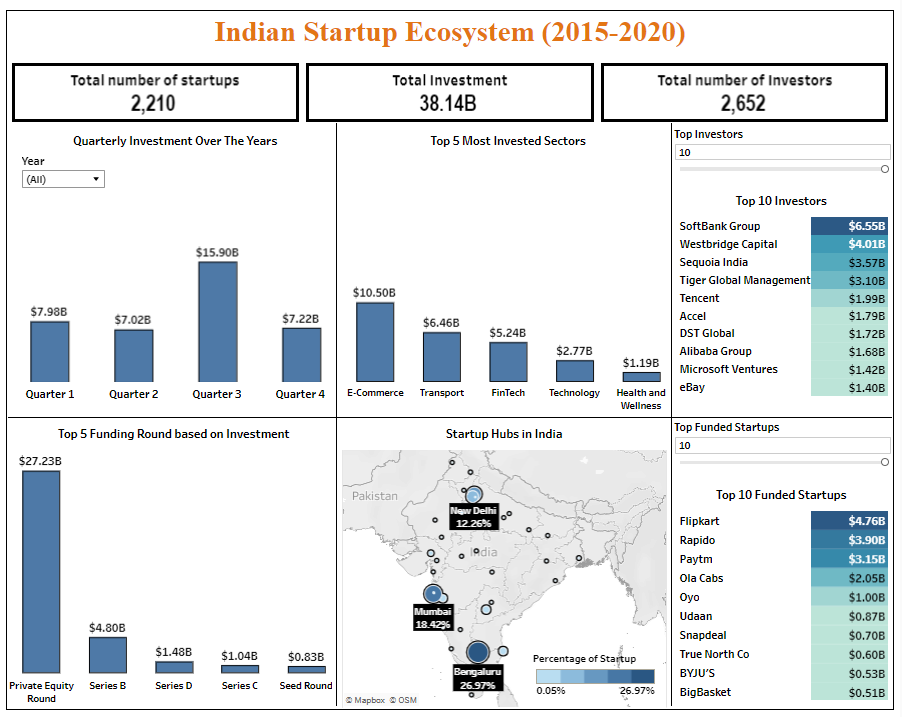 Indian Startup Ecosystem (2015-2020)
Total number of startups
2,210
Total Investment
38.14B
Total number of Investors
2,652
Quarterly Investment Over The Years
Year
(All)
$7.98B
$7.02B
$15.90B
$7.22B
Quarter 1
Quarter 2
Quarter 3
Quarter 4
Top 5 Most Invested Sectors
$10.50B
$6.46B
$5.24B
$2.77B
$1.19B
E-Commerce
Transport
FinTech
Technology
Health and
Wellness
Top Investors
10
Top 10 Investors
SoftBank Group $6.55B
Westbridge Capital $4.01B
Sequoia India $3.57B
Tiger Global Management $3.10B
Tencent $1.99B
Accel $1.79B
DST Global $1.72B
Alibaba Group $1.68B
Microsoft Ventures $1.42B
eBay $1.40B
Top 5 Funding Round based on Investment
$27.23B
$4.80B
$1.48B
$1.04B
$0.83B
Private Equity
Round
Series B
Series D
Series C
Seed Round
Startup Hubs in India
Pakistan
New Delhi
12.26%
India
Mumbai
18.42%
Bengaluru
26.97%
Percentage of Startup
0.05%
26.97%
© Mapbox © OSM
Top Funded Startups
10
Top 10 Funded Startups
Flipkart $4.76B
Rapido $3.90B
Paytm $3.15B
Ola Cabs $2.05B
Oyo $1.00B
Udaan $0.87B
Snapdeal $0.70B
True North Co $0.60B
BYJU'S $0.53B
BigBasket $0.51B